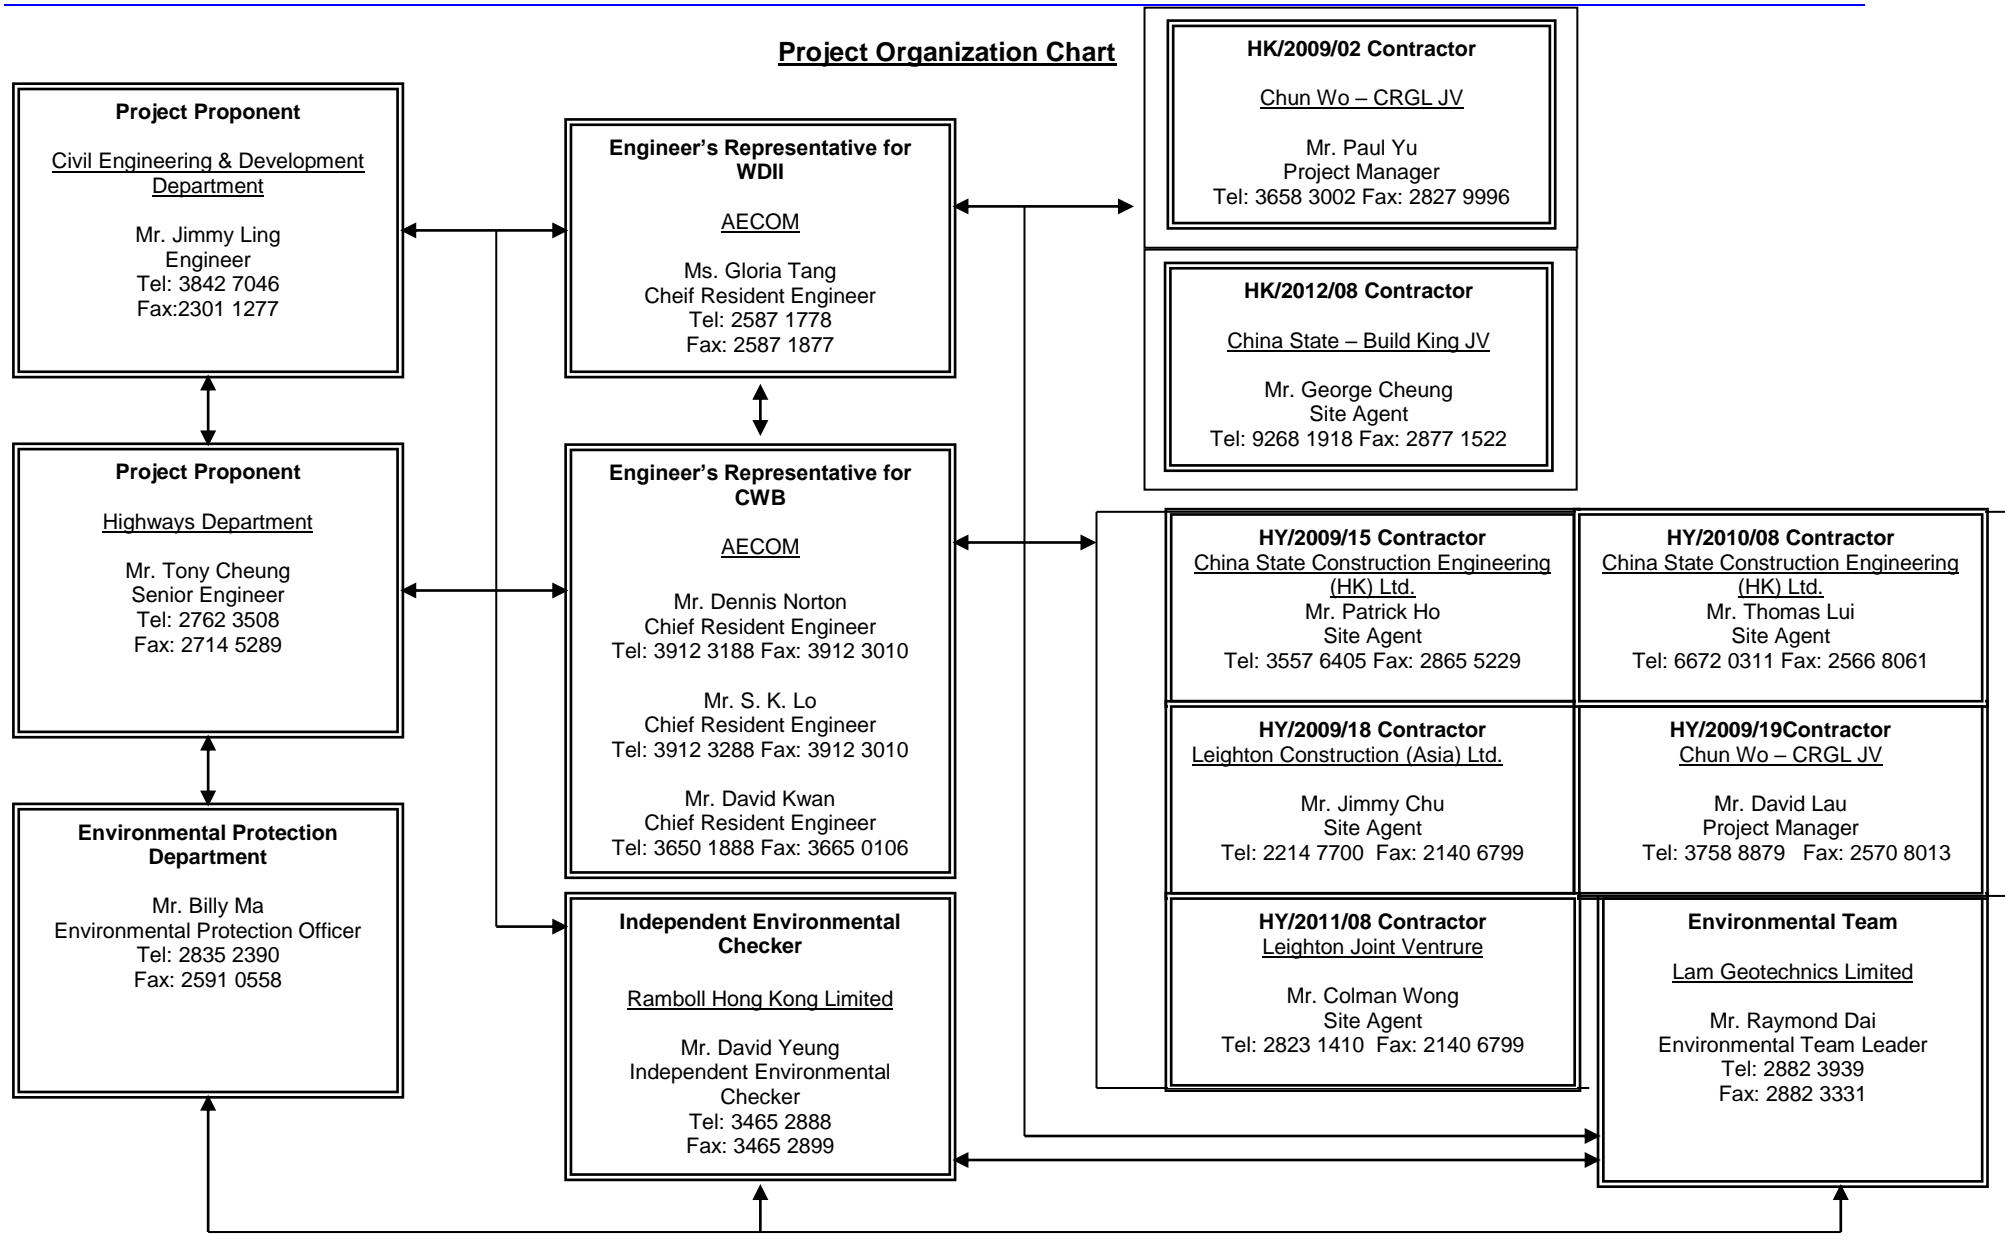 Project Organization Chart
Project Proponent
Civil Engineering & Development
Department
Mr. Jimmy Ling
Engineer
Tel: 3842 7046
Fax:2301 1277
Project Proponent
Highways Department
Mr. Tony Cheung
Senior Engineer
Tel: 2762 3508
Fax: 2714 5289
Environmental Protection
Department
Mr. Billy Ma
Environmental Protection Officer
Tel: 2835 2390
Fax: 2591 0558
Engineer’s Representative for
WDII
AECOM
Ms. Gloria Tang
Cheif Resident Engineer
Tel: 2587 1778
Fax: 2587 1877
Engineer’s Representative for
CWB
AECOM
Mr. Dennis Norton
Chief Resident Engineer
Tel: 3912 3188 Fax: 3912 3010
Mr. S. K. Lo
Chief Resident Engineer
Tel: 3912 3288 Fax: 3912 3010
Mr. David Kwan
Chief Resident Engineer
Tel: 3650 1888 Fax: 3665 0106
Independent Environmental
Checker
Ramboll Hong Kong Limited
Mr. David Yeung
Independent Environmental
Checker
Tel: 3465 2888
Fax: 3465 2899
HK/2009/02 Contractor
Chun Wo – CRGL JV
Mr. Paul Yu
Project Manager
Tel: 3658 3002 Fax: 2827 9996
HK/2012/08 Contractor
China State – Build King JV
Mr. George Cheung
Site Agent
Tel: 9268 1918 Fax: 2877 1522
HY/2009/15 Contractor
China State Construction Engineering
(HK) Ltd.
Mr. Patrick Ho
Site Agent
Tel: 3557 6405 Fax: 2865 5229
HY/2010/08 Contractor
China State Construction Engineering
(HK) Ltd.
Mr. Thomas Lui
Site Agent
Tel: 6672 0311 Fax: 2566 8061
HY/2009/18 Contractor
Leighton Construction (Asia) Ltd.
Mr. Jimmy Chu
Site Agent
Tel: 2214 7700 Fax: 2140 6799
HY/2009/19Contractor
Chun Wo – CRGL JV
Mr. David Lau
Project Manager
Tel: 3758 8879 Fax: 2570 8013
HY/2011/08 Contractor
Leighton Joint Ventrure
Mr. Colman Wong
Site Agent
Tel: 2823 1410 Fax: 2140 6799
Environmental Team
Lam Geotechnics Limited
Mr. Raymond Dai
Environmental Team Leader
Tel: 2882 3939
Fax: 2882 3331